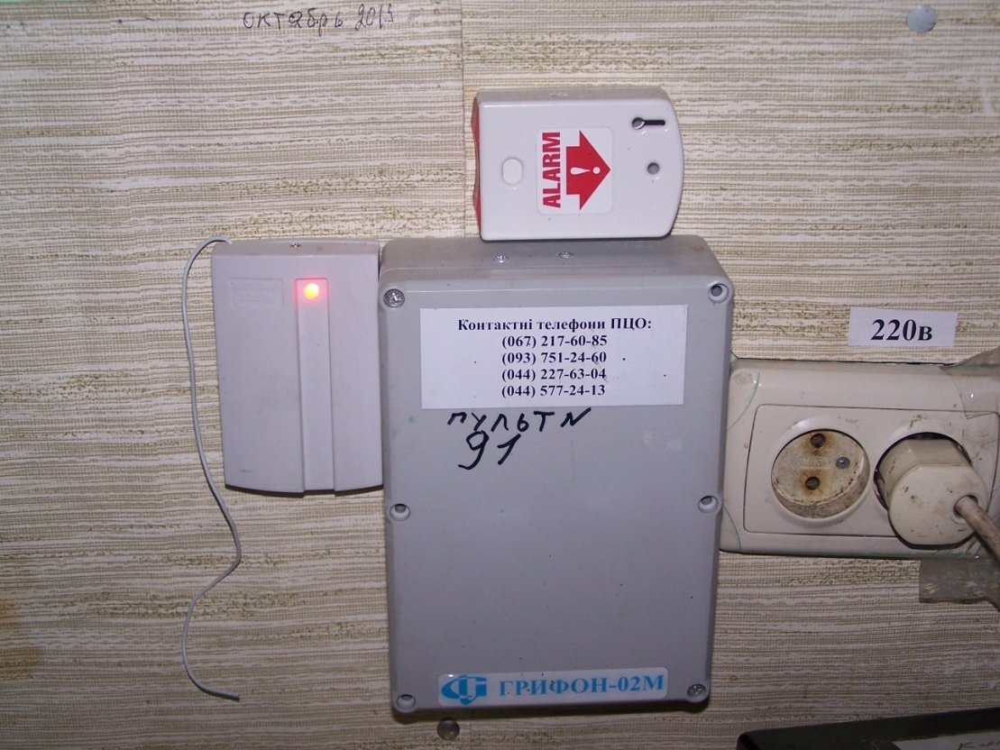 октябрь 201
ALARM
Контактні телефони ПЦО:
(067) 217-60-85
(093) 751-24-60
(044) 227-63-04
(044) 577-24-13
220в
ПУЛЬТ N
91
ГРИФОН-02М